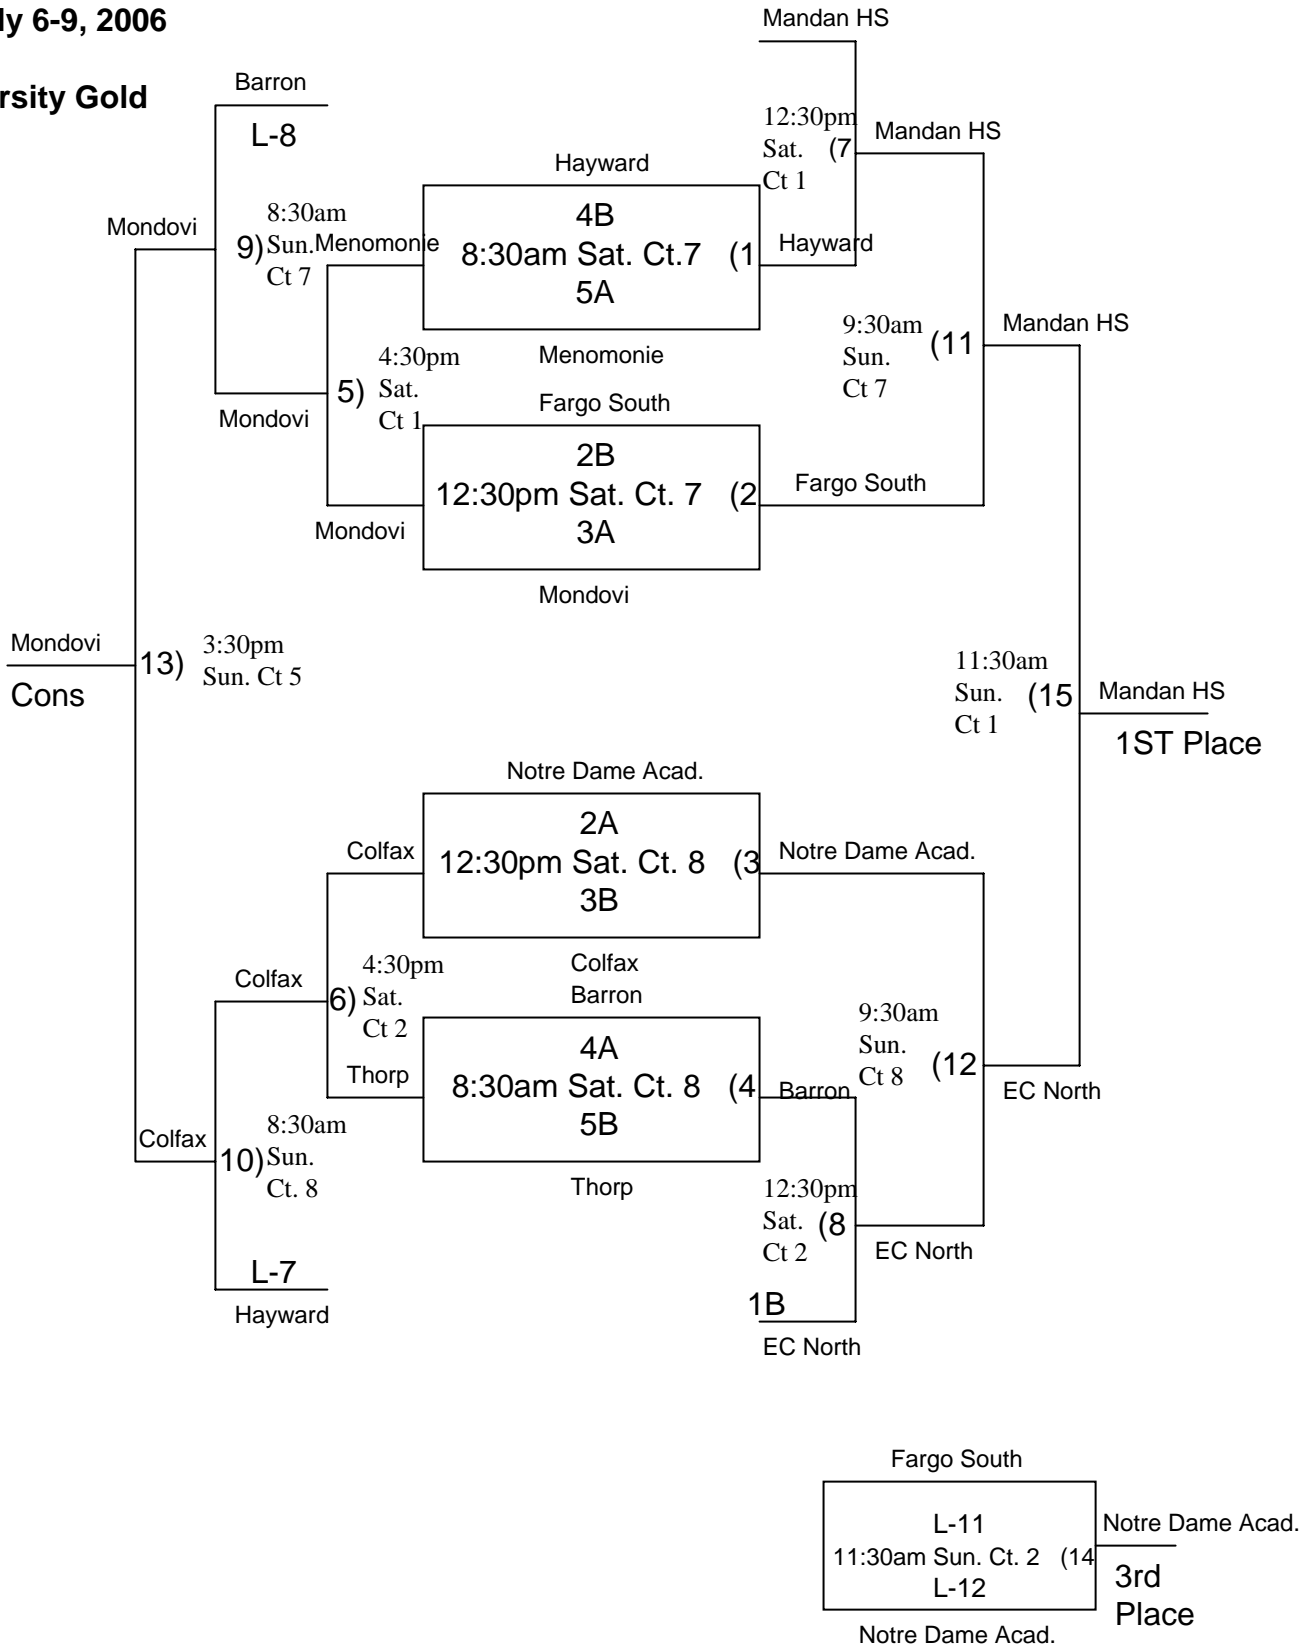 ly 6-9, 2006
Mandan HS
rsity Gold
Barron
L-8
12:30pm
Sat. (7
Ct 1
Mandan HS
Hayward
4B
8:30am Sat. Ct.7 (1
5A
Menomonie
Hayward
Mondovi
9)
8:30am
Sun.
Ct 7
Menomonie
5)
4:30pm
Sat.
Ct 1
Mondovi
Fargo South
2B
12:30pm Sat. Ct. 7 (2
3A
Mondovi
Mondovi
Fargo South
9:30am
Sun. (11
Ct 7
Mandan HS
Mondovi
Cons
13)
3:30pm
Sun. Ct 5
11:30am
Sun. (15
Ct 1
Mandan HS
1ST Place
Notre Dame Acad.
2A
12:30pm Sat. Ct. 8 (3
3B
Colfax
Colfax
Notre Dame Acad.
Colfax
6)
4:30pm
Sat.
Ct 2
Barron
4A
8:30am Sat. Ct. 8 (4
5B
Thorp
Thorp
Barron
9:30am
Sun. (12
Ct 8
EC North
Colfax
10)
8:30am
Sun.
Ct. 8
L-7
Hayward
12:30pm
Sat. (8
Ct 2
EC North
1B
EC North
Fargo South
L-11
11:30am Sun. Ct. 2 (14
L-12
Notre Dame Acad.
Notre Dame Acad.
3rd
Place